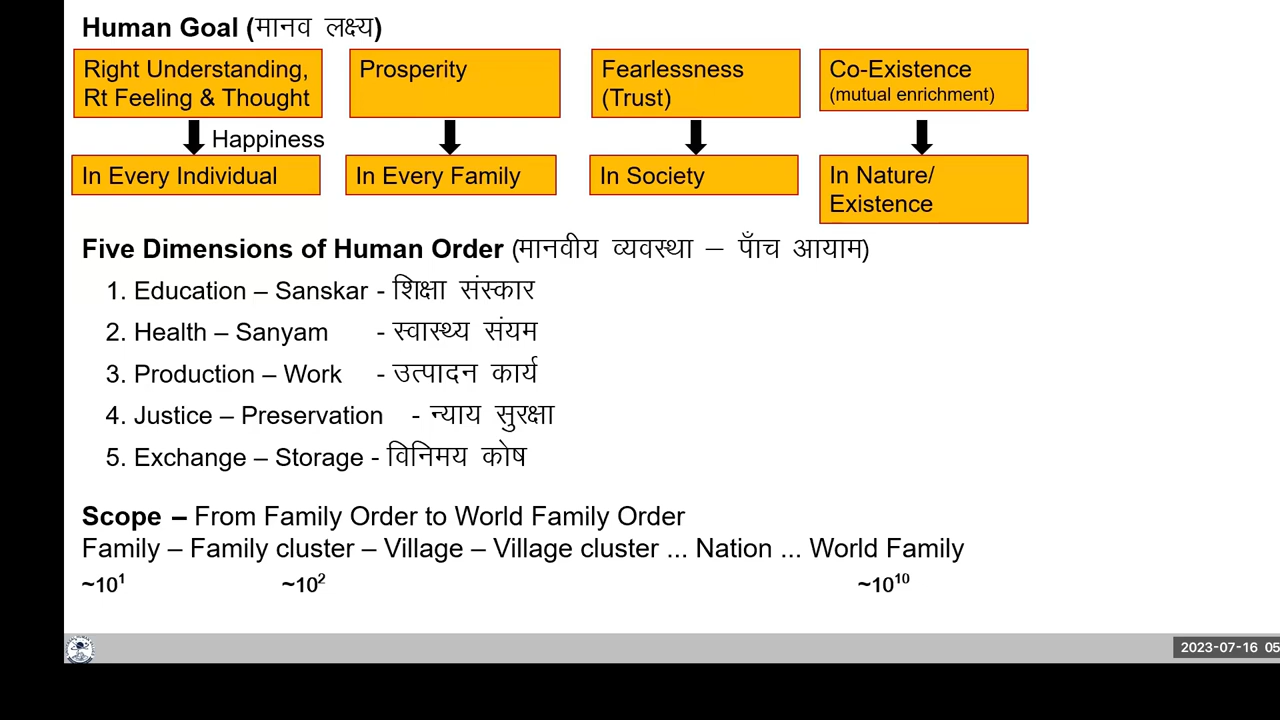 Human Goal (मानव लक्ष्य)
Right Understanding,
Rt Feeling & Thought
Prosperity
Fearlessness
(Trust)
Co-Existence
(mutual enrichment)
Happiness
In Every Individual
In Every Family
In Society
In Nature/
Existence
Five Dimensions of Human Order (मानवीय व्यवस्था – पाँच आयाम)
1. Education – Sanskar - शिक्षा संस्कार
2. Health – Sanyam - स्वास्थ्य संयम
3. Production – Work - उत्पादन कार्य
4. Justice – Preservation - न्याय सुरक्षा
5. Exchange – Storage - विनिमय कोष
Scope – From Family Order to World Family Order
Family – Family cluster – Village – Village cluster ... Nation ... World Family
~10¹ ~10² ~10¹⁰
2023-07-16 05